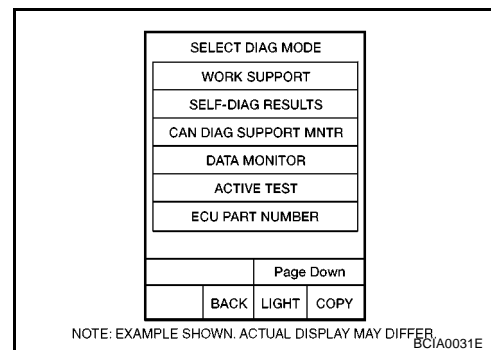 SELECT DIAG MODE
WORK SUPPORT
SELF-DIAG RESULTS
CAN DIAG SUPPORT MNTR
DATA MONITOR
ACTIVE TEST
ECU PART NUMBER
Page Down
BACK LIGHT COPY
NOTE: EXAMPLE SHOWN. ACTUAL DISPLAY MAY DIFFER.
BCIA0031E